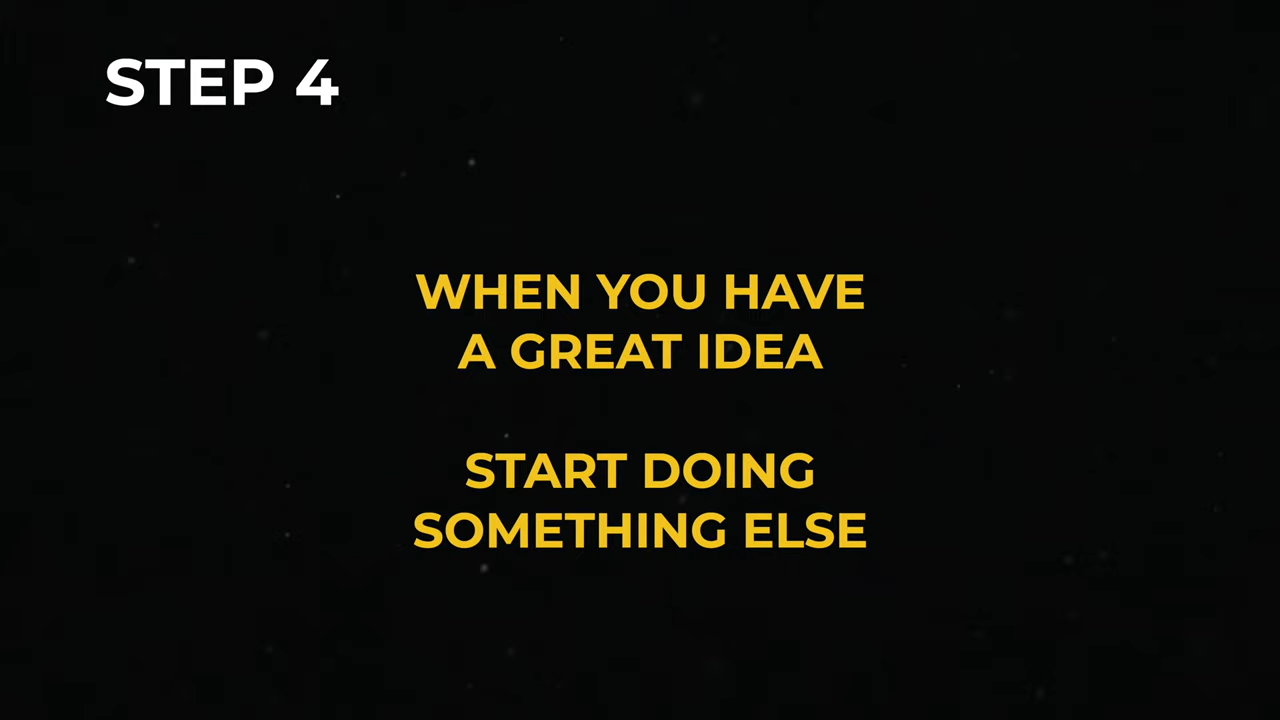 STEP 4
WHEN YOU HAVE
A GREAT IDEA
START DOING
SOMETHING ELSE